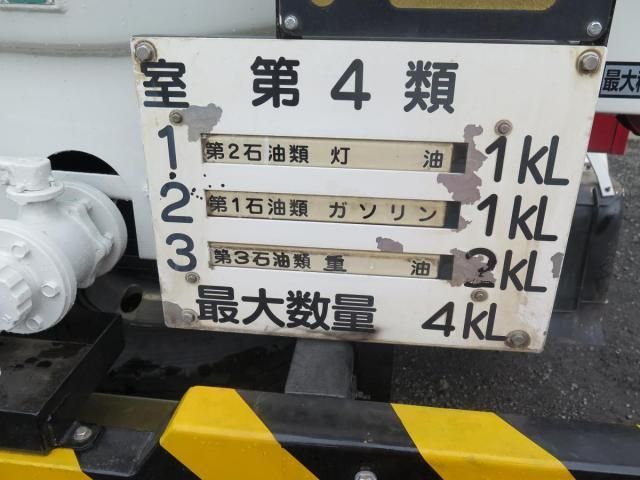 室 第4類
1. 第2石油類 灯油 1kL
2 第1石油類 ガソリン 1kL
3 第3石油類 重油 2kL
最大数量 4kL
最大